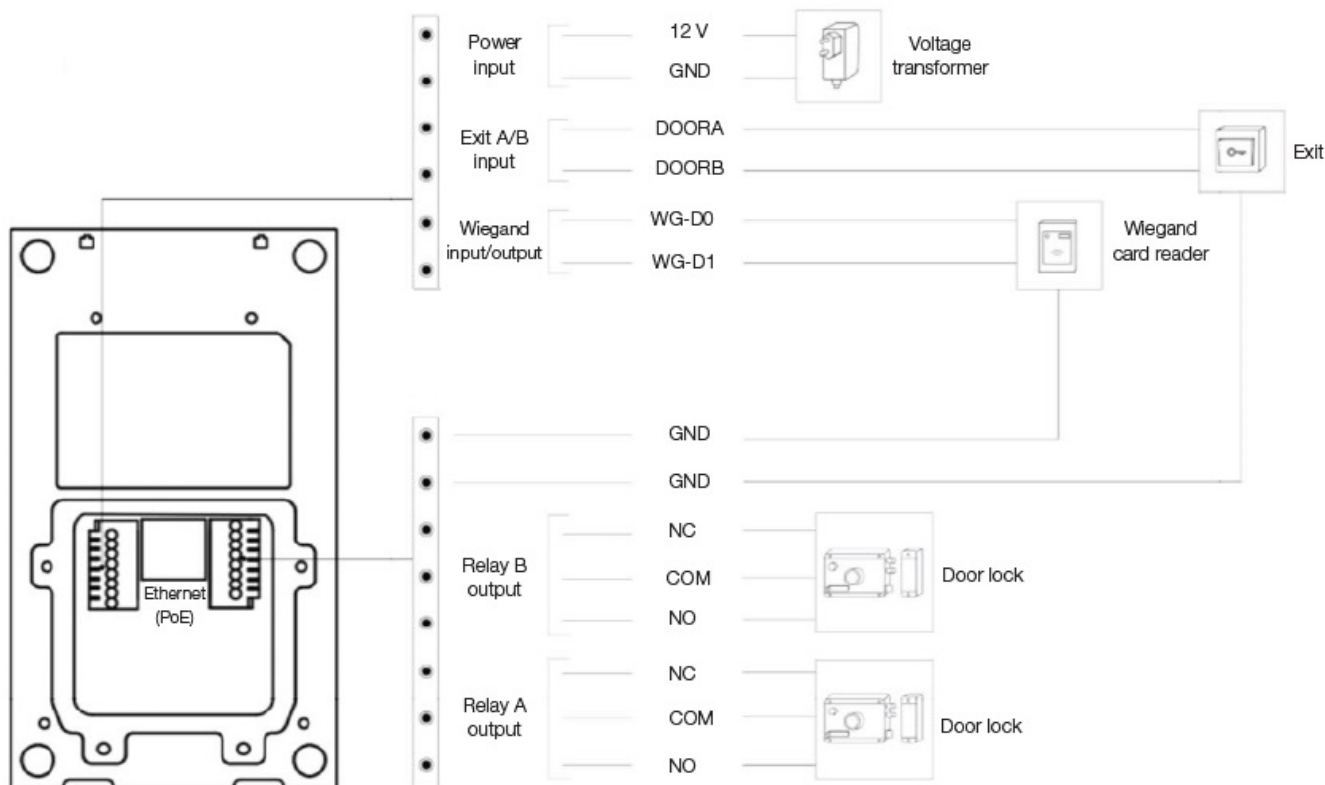 Power
input
12 V
GND
Voltage
transformer
Exit A/B
input
DOORA
DOORB
Exit
Wiegand
input/output
WG-D0
WG-D1
Wiegand
card reader
GND
GND
Relay B
output
NC
COM
NO
Door lock
Ethernet
(PoE)
Relay A
output
NC
COM
NO
Door lock